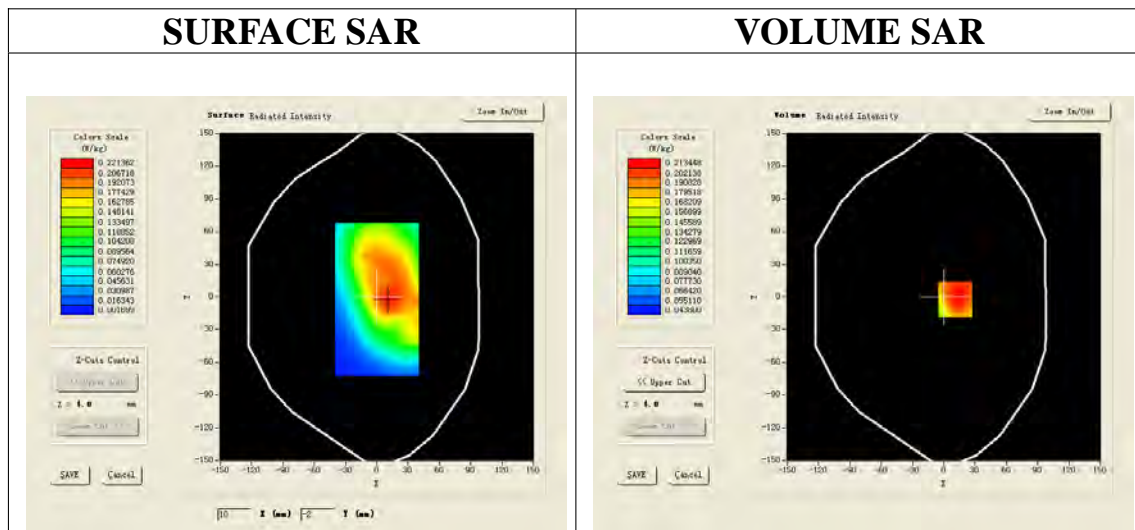 SURFACE SAR
VOLUME SAR
Surface Radiated Intensity
Zoom In/Out
Colors Scale
(W/kg)
0.221362
0.206718
0.192073
0.177429
0.162785
0.148141
0.133497
0.118852
0.104208
0.089564
0.074920
0.060276
0.045631
0.030987
0.016343
0.001699
150
120
90
60
30
0
-30
-60
-90
-120
-150
-150 -120 -90 -60 -30 0 30 60 90 120 150
Z-Cuts Control
<< Upper Cut
Z = 4.0 mm
SAVE
Cancel
10 X (mm) -2 Y (mm)
Volume Radiated Intensity
Zoom In/Out
Colors Scale
(W/kg)
0.213448
0.202138
0.190828
0.179518
0.168209
0.156899
0.145589
0.134279
0.122969
0.111659
0.100350
0.089040
0.077730
0.066420
0.055110
0.043800
150
120
90
60
30
0
-30
-60
-90
-120
-150
-150 -120 -90 -60 -30 0 30 60 90 120 150
Z-Cuts Control
<< Upper Cut
Z = 4.0 mm
SAVE
Cancel